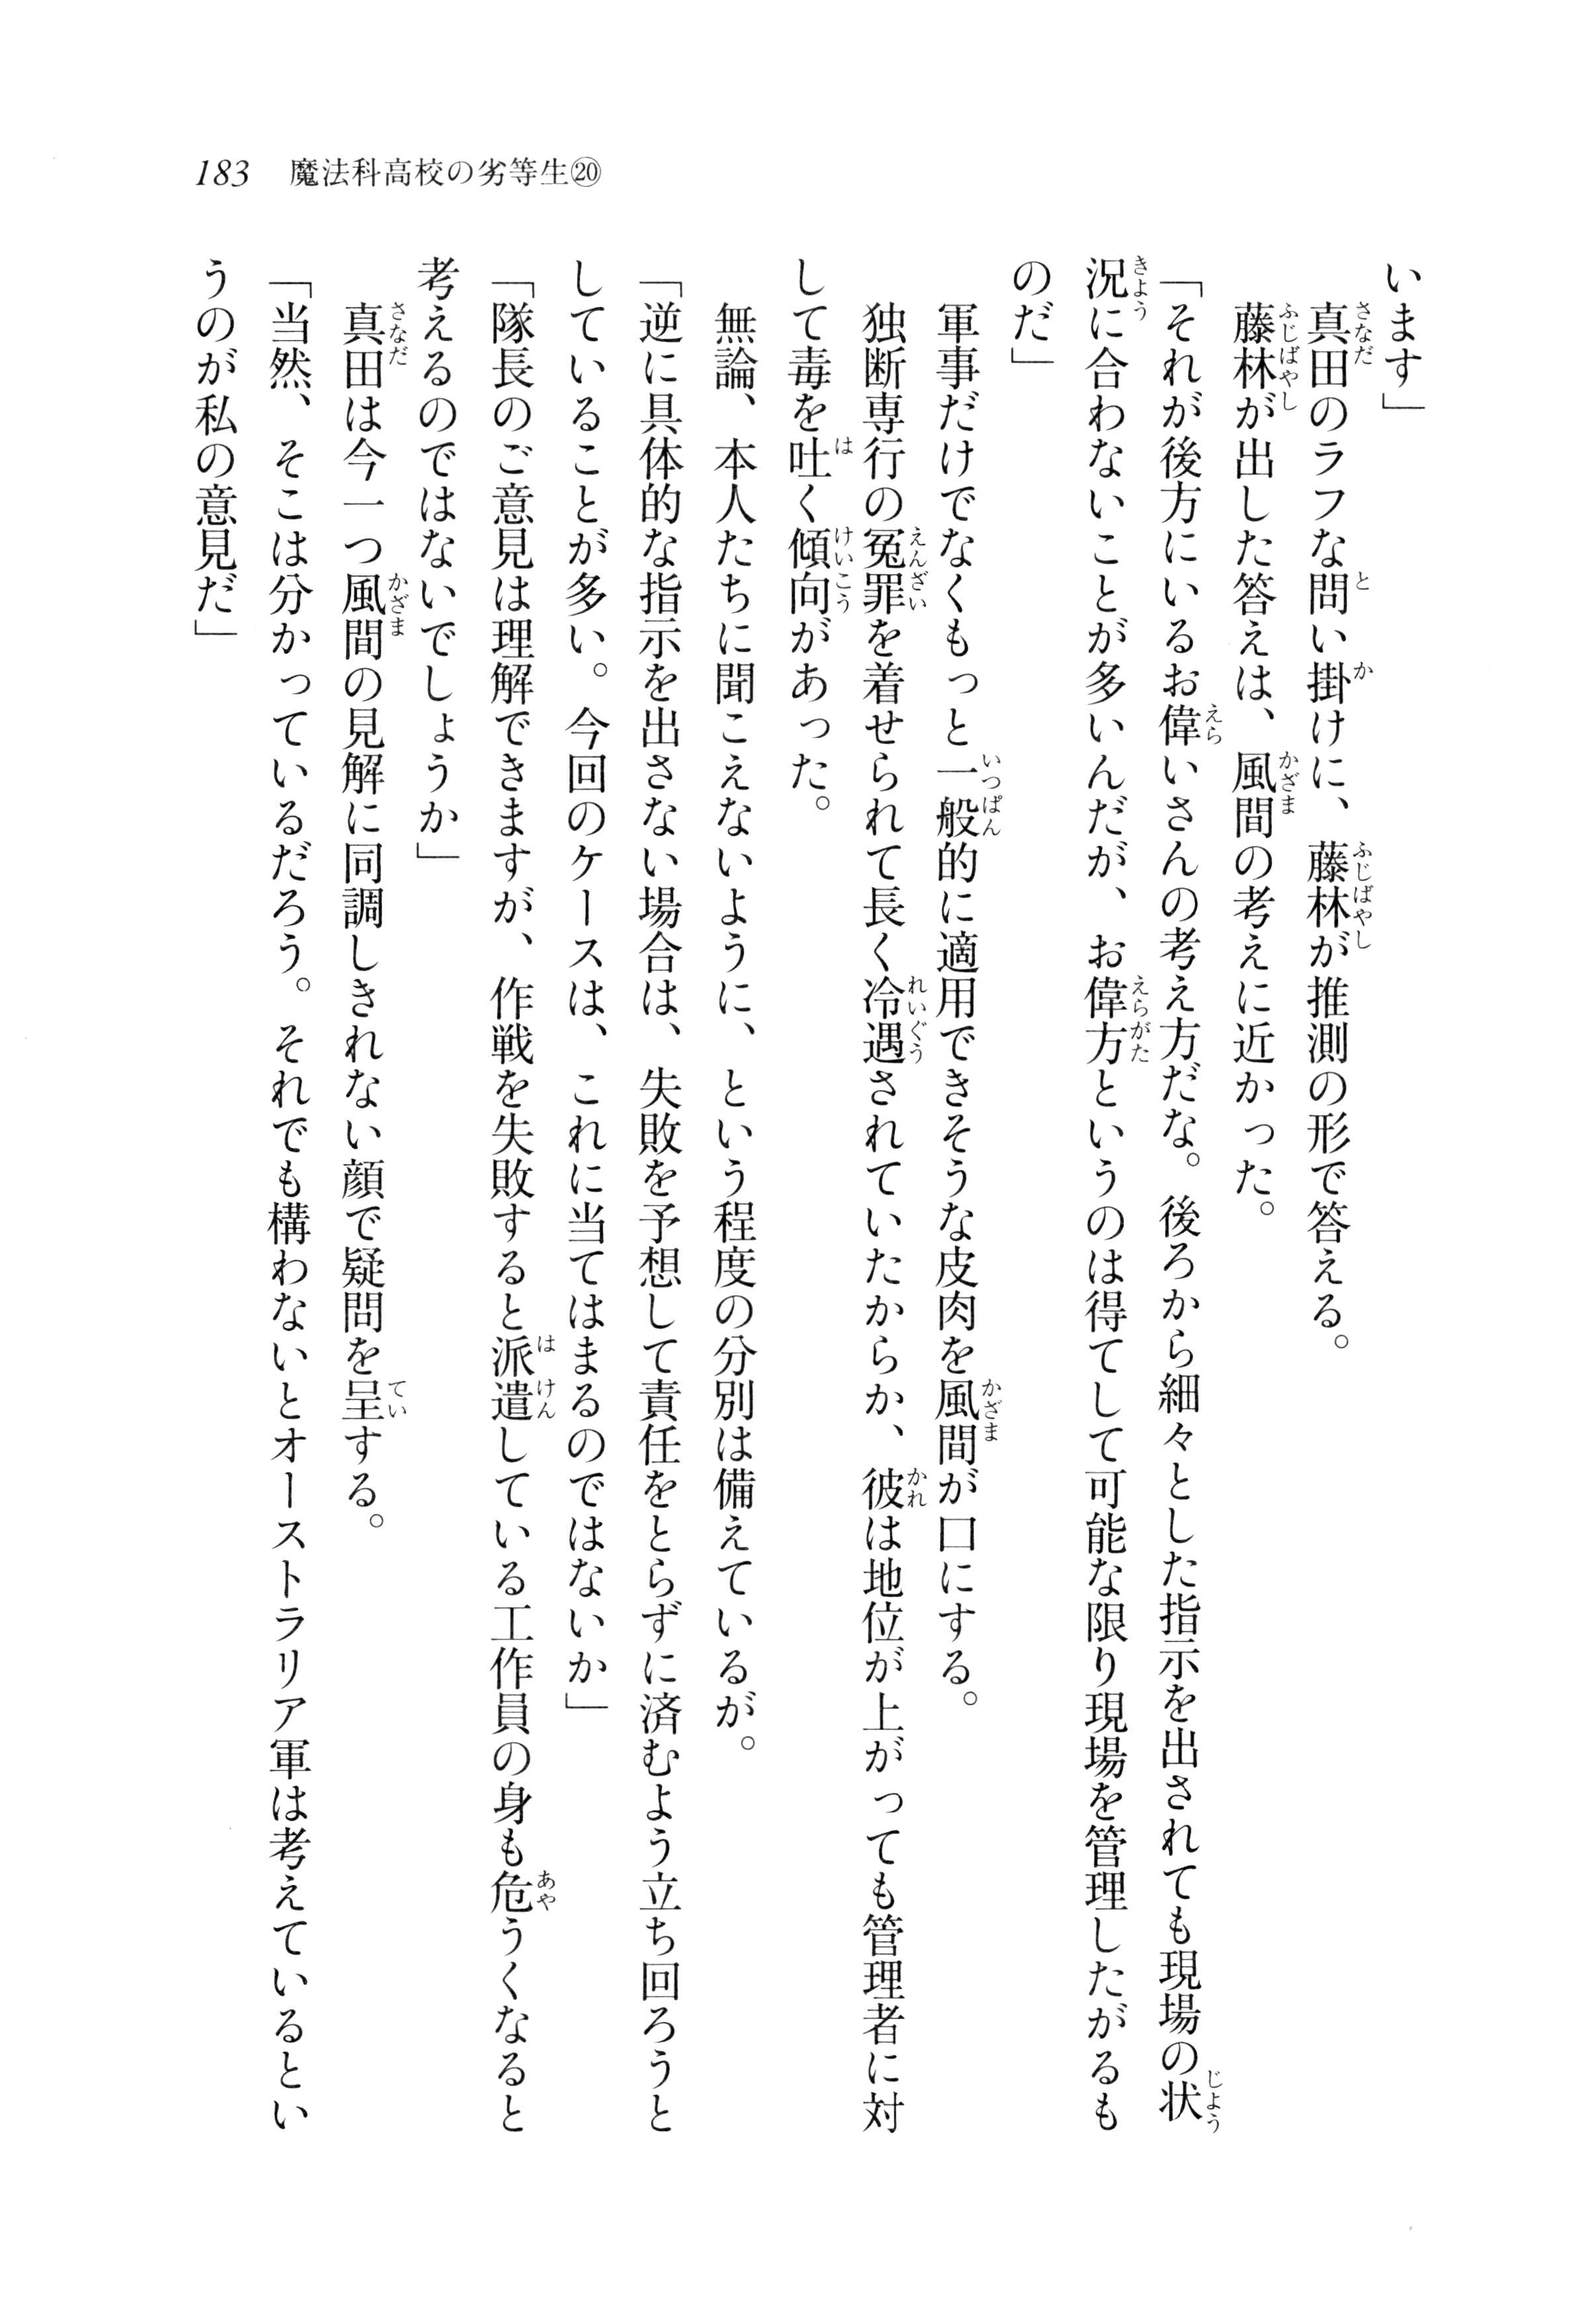 183　魔法科高校の劣等生⑳
います」
　真田のラフな問い掛けに、藤林が推測の形で答える。
　藤林が出した答えは、風間の考えに近かった。
「それが後方にいるお偉いさんの考え方だな。後ろから細々とした指示を出されても現場の状
況に合わないことが多いんだが、お偉方というのは得てして可能な限り現場を管理したがるも
のだ」
　軍事だけでなくもっと一般的に適用できそうな皮肉を風間が口にする。
　独断専行の冤罪を着せられて長く冷遇されていたからか、彼は地位が上がっても管理者に対
して毒を吐く傾向があった。
　無論、本人たちに聞こえないように、という程度の分別は備えているが。
「逆に具体的な指示を出さない場合は、失敗を予想して責任をとらずに済むよう立ち回ろうと
していることが多い。今回のケースは、これに当てはまるのではないか」
「隊長のご意見は理解できますが、作戦を失敗すると派遣している工作員の身も危うくなると
考えるのではないでしょうか」
　真田は今一つ風間の見解に同調しきれない顔で疑問を呈する。
「当然、そこは分かっているだろう。それでも構わないとオーストラリア軍は考えているとい
うのが私の意見だ」